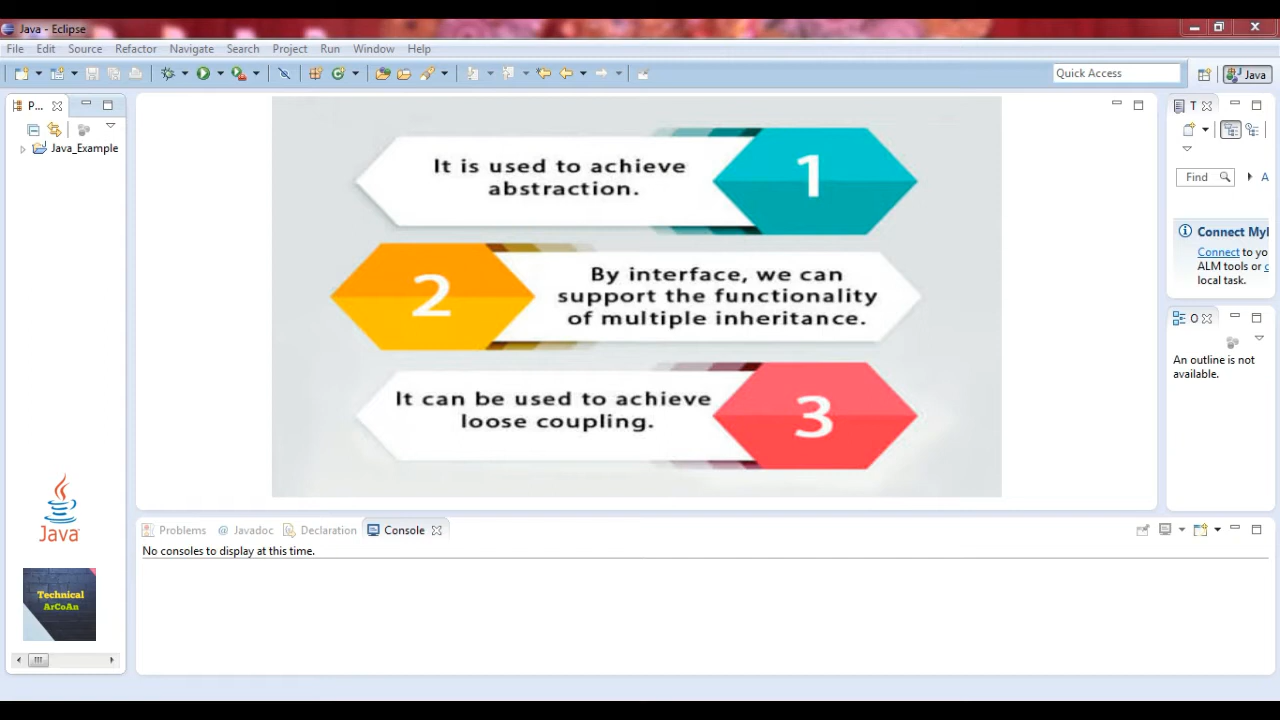 Java - Eclipse
File Edit Source Refactor Navigate Search Project Run Window Help
Quick Access
Java
P...
Java_Example
It is used to achieve
abstraction.
1
2
By interface, we can
support the functionality
of multiple inheritance.
It can be used to achieve
loose coupling.
3
T
Find
A
Connect Myl
Connect to yo
ALM tools or c
local task.
O
An outline is not
available.
Problems @ Javadoc Declaration Console
No consoles to display at this time.
Java
Technical
ArCoAn